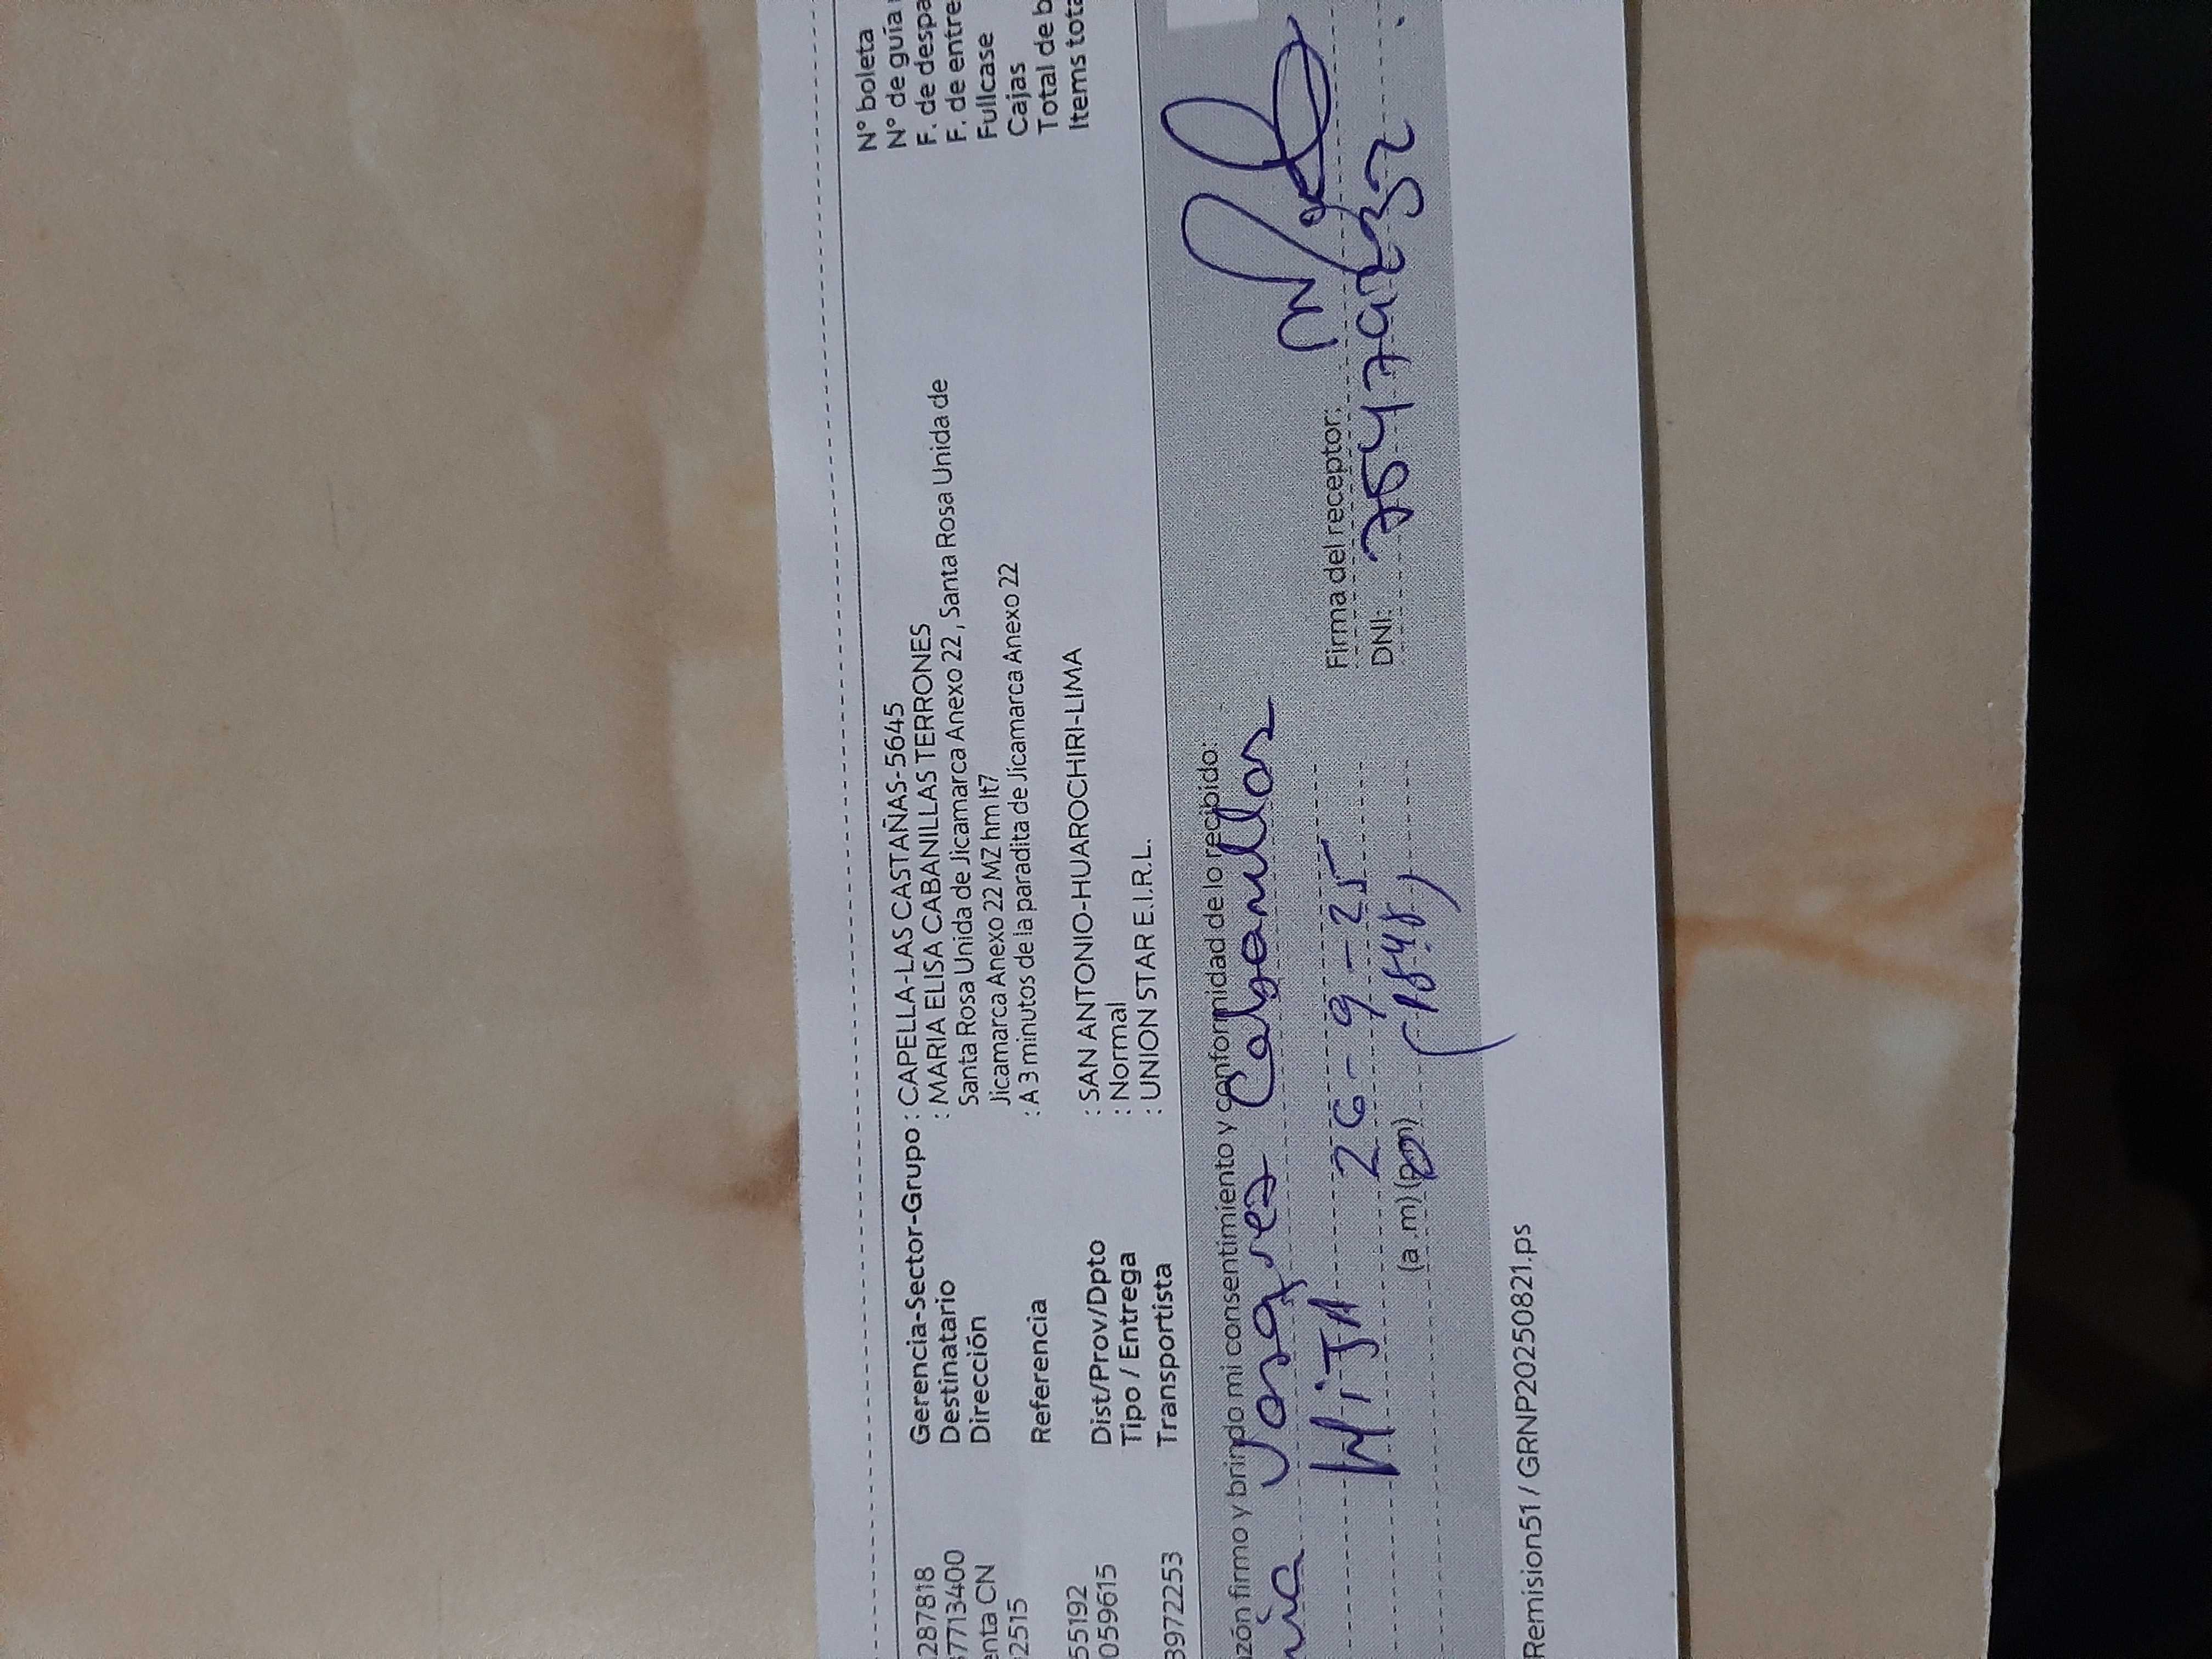 287818
Gerencia-Sector-Grupo : CAPELLA-LAS CASTAÑAS-5645
N° boleta
7713400
Destinatario : MARIA ELISA CABANILLAS TERRONES
N° de guía
enta CN
Dirección Santa Rosa Unida de Jicamarca Anexo 22 , Santa Rosa Unida de
F. de despa
2515
Jicamarca Anexo 22 MZ hm lt7
F. de entre
Referencia : A 3 minutos de la paradita de Jicamarca Anexo 22
Fullcase
Cajas
55192
Dist/Prov/Dpto : SAN ANTONIO-HUAROCHIRI-LIMA
Total de b
059615
Tipo / Entrega : Normal
Items tota
3972253
Transportista : UNION STAR E.I.R.L.
zón firmo y brindo mi consentimiento y conformidad de lo recibido:
Cabanillas
HiJA 26-9-25
Firma del receptor:
(a .m) (1848)
DNI:
Remision51 / GRNP20250821.ps